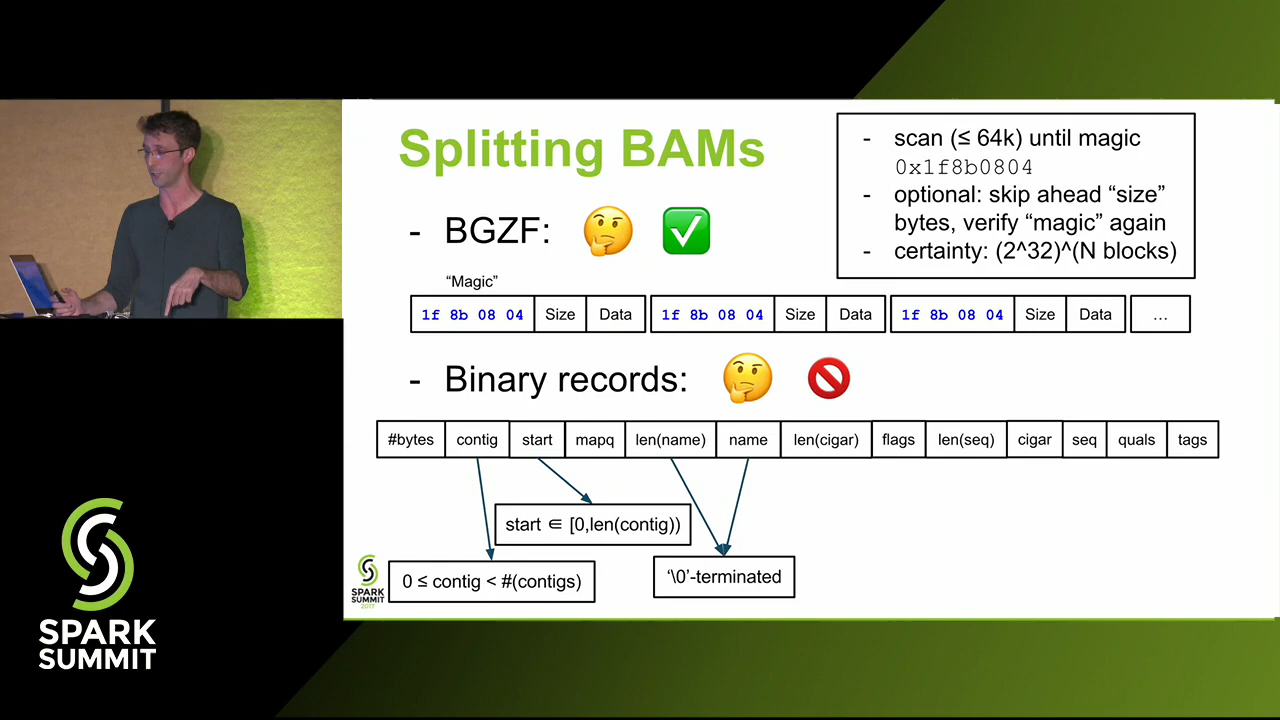 Splitting BAMs
- scan (≤ 64k) until magic
0x1f8b0804
- optional: skip ahead “size”
bytes, verify “magic” again
- certainty: (2^32)^(N blocks)
- BGZF:
“Magic”
1f 8b 08 04 Size Data 1f 8b 08 04 Size Data 1f 8b 08 04 Size Data ...
- Binary records:
#bytes contig start mapq len(name) name len(cigar) flags len(seq) cigar seq quals tags
start ∈ [0,len(contig))
0 ≤ contig < #(contigs)
‘\0’-terminated
SPARK
SUMMIT
2017
SPARK
SUMMIT